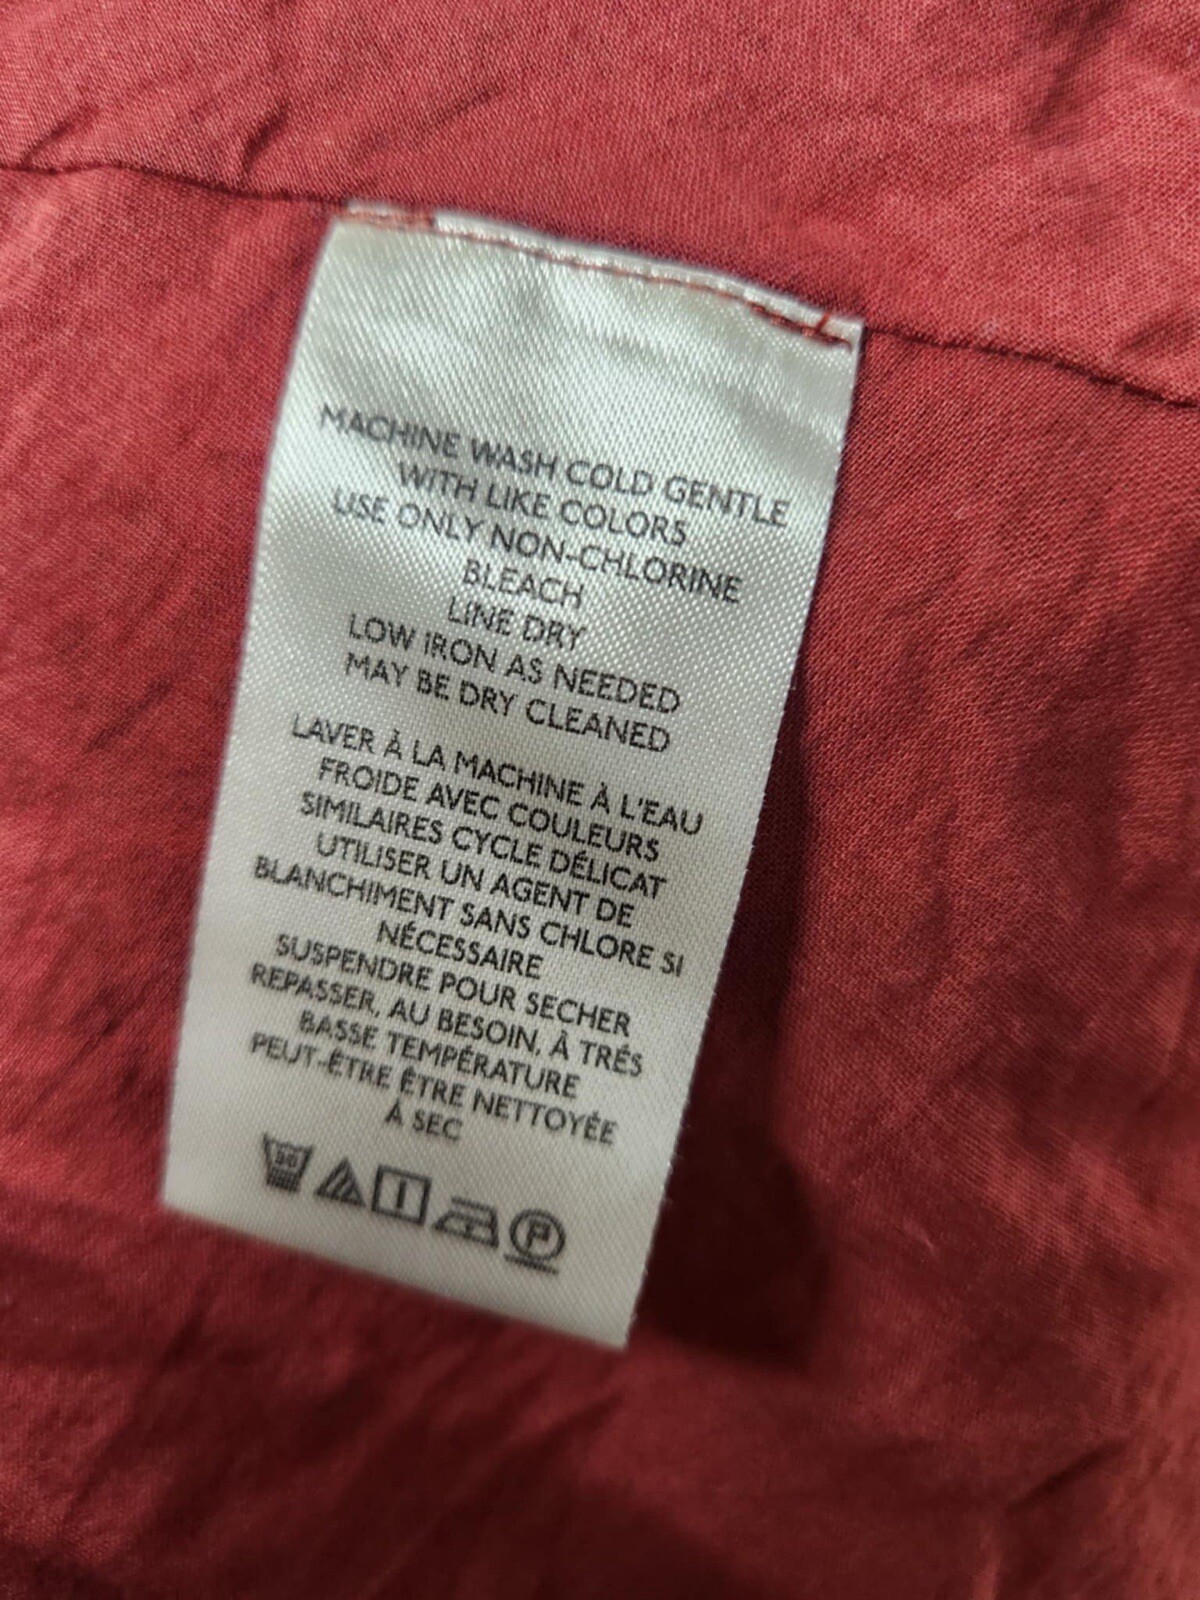 MACHINE WASH COLD GENTLE
WITH LIKE COLORS
USE ONLY NON-CHLORINE
BLEACH
LINE DRY
LOW IRON AS NEEDED
MAY BE DRY CLEANED
LAVER À LA MACHINE À L'EAU
FROIDE AVEC COULEURS
SIMILAIRES CYCLE DÉLICAT
UTILISER UN AGENT DE
BLANCHIMENT SANS CHLORE SI
NÉCESSAIRE
SUSPENDRE POUR SECHER
REPASSER, AU BESOIN, À TRÉS
BASSE TEMPÉRATURE
PEUT-ÊTRE ÊTRE NETTOYÉE
À SEC
30 P